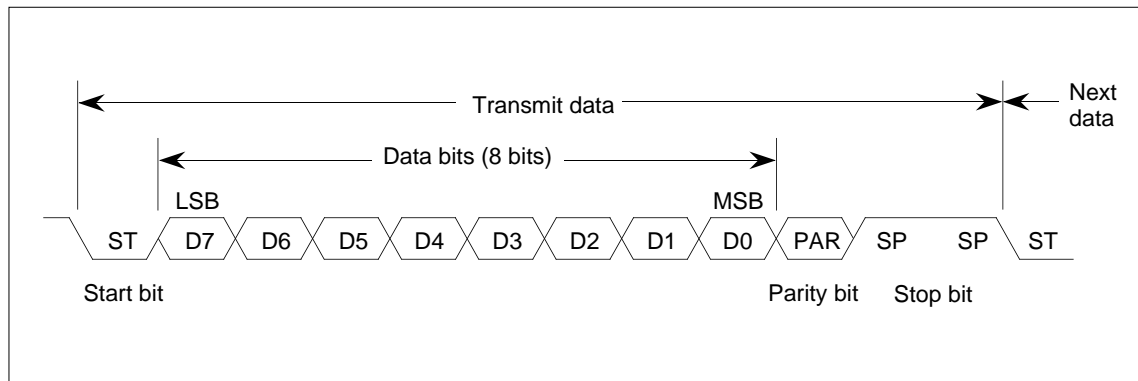 Transmit data
Next
data
Data bits (8 bits)
LSB MSB
ST D7 D6 D5 D4 D3 D2 D1 D0 PAR SP SP ST
Start bit Parity bit Stop bit